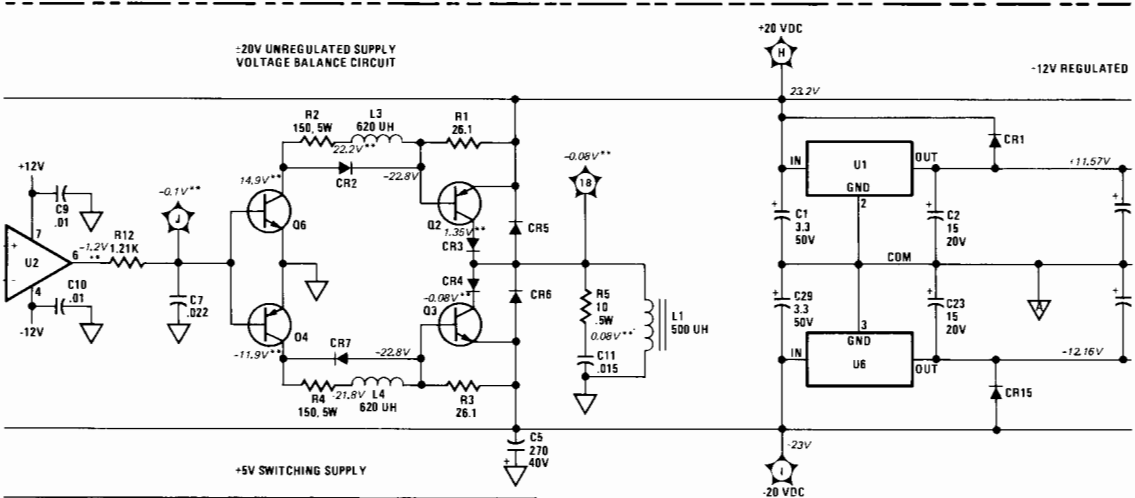 ±20V UNREGULATED SUPPLY
VOLTAGE BALANCE CIRCUIT
+20 VDC
H
-12V REGULATED
23.2V
R2
150, 5W
L3
620 UH
R1
26.1
22.2V**
CR2
-22.8V
+12V
C9
.01
-0.1V**
J
14.9V**
Q6
Q2
1.35V**
CR3
CR5
-0.08V**
18
IN
U1
OUT
GND
2
CR1
+11.57V
7
U2
+
-
6
-1.2V
**
R12
1.21K
4
C10
.01
-12V
C7
.022
Q4
-11.9V**
CR4
-0.08V**
Q3
CR6
R5
10
.5W
0.08V**
C11
.015
L1
500 UH
+
C1
3.3
50V
+
C2
15
20V
+
COM
+
C29
3.3
50V
+
C23
15
20V
+
A
3
GND
U6
IN
OUT
-12.16V
CR15
CR7
-22.8V
R4
150, 5W
-21.8V
L4
620 UH
R3
26.1
C5
270
40V
+
+5V SWITCHING SUPPLY
-23V
I
-20 VDC